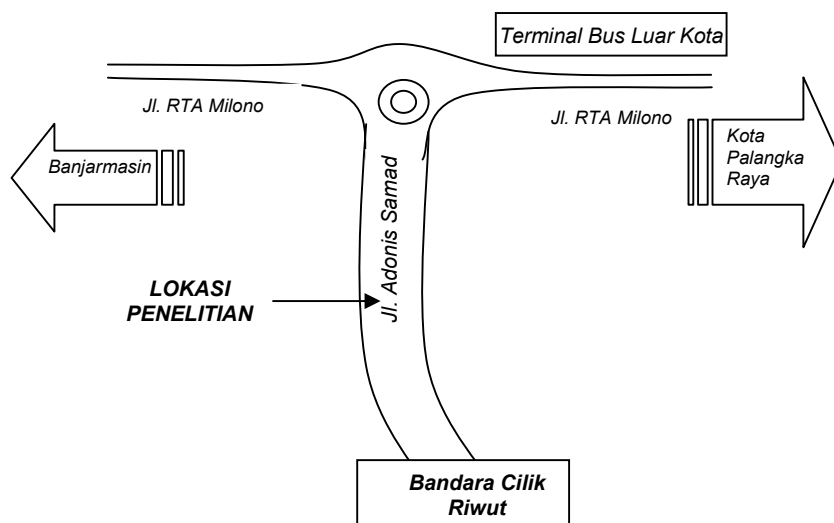 Terminal Bus Luar Kota
Jl. RTA Milono
Jl. RTA Milono
Banjarmasin
Kota
Palangka
Raya
Jl. Adonis Samad
LOKASI
PENELITIAN
Bandara Cilik
Riwut